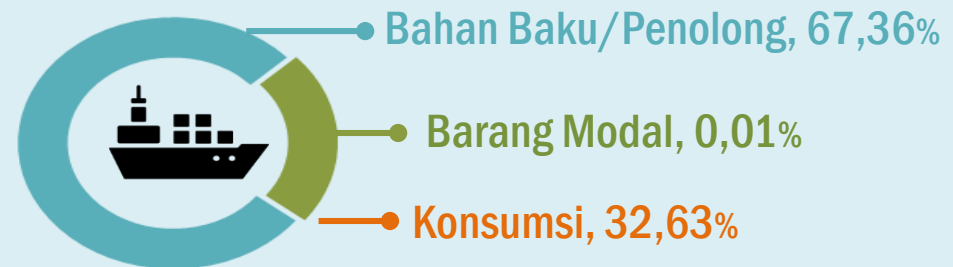 Bahan Baku/Penolong, 67,36%
Barang Modal, 0,01%
Konsumsi, 32,63%